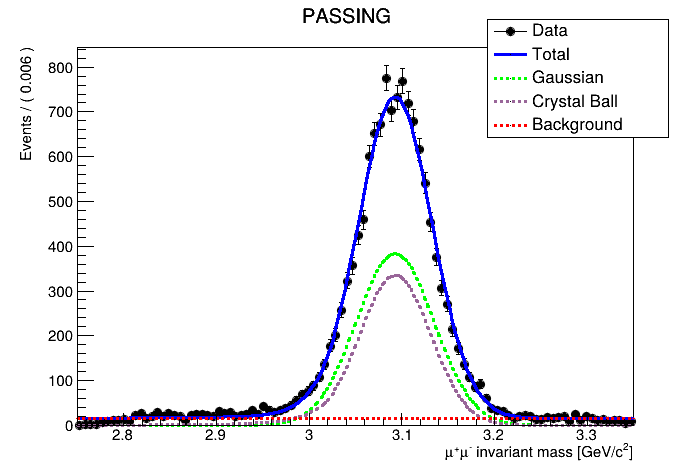 PASSING
Data
Total
Gaussian
Crystal Ball
Background
Events / ( 0.006 )
800
700
600
500
400
300
200
100
0
2.8 2.9 3 3.1 3.2 3.3
μ⁺μ⁻ invariant mass [GeV/c²]